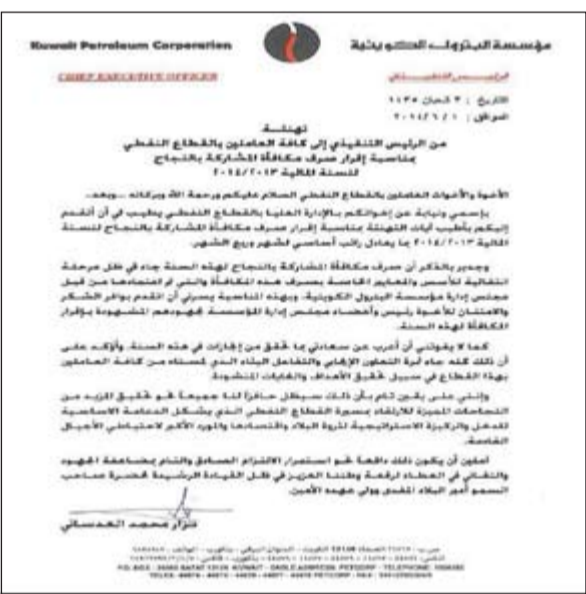 Kuwait Petroleum Corporation
مؤسسة البترول الكويتية
CHIEF EXECUTIVE OFFICER
الرئيس التنفيذي
التاريخ : ٣ شعبان ١٤٣٥
الموافق : ٢٠١٤/٦/١
تهنئة
من الرئيس التنفيذي إلى كافة العاملين بالقطاع النفطي
بمناسبة إقرار صرف مكافأة المشاركة بالنجاح
للسنة المالية ٢٠١٤/٢٠١٣
الأخوة والأخوات العاملون بالقطاع النفطي السلام عليكم ورحمة الله وبركاته ...وبعد..
بإسمي ونيابة عن إخوانكم بالإدارة العليا بالقطاع النفطي يطيب في أن أتقدم
إليكم بأطيب آيات التهنئة بمناسبة إقرار صرف مكافأة المشاركة بالنجاح للسنة
المالية ٢٠١٤/٢٠١٣ بما يعادل راتب أساسي لشهر وربع الشهر.
وجدير بالذكر أن صرف مكافأة المشاركة بالنجاح لهذه السنة جاء في ظل مرحلة
انتقالية للأسس والمعايير الخاصة بصرف هذه المكافأة والتي تم اعتمادها من قبل
مجلس إدارة مؤسسة البترول الكويتية. وبهذه المناسبة يسرني أن اتقدم بوافر الشكر
والامتنان للأخوة رئيس وأعضاء مجلس إدارة المؤسسة لجهودهم المشهودة بإقرار
المكافأة لهذه السنة.
كما لا يفوتني أن أعرب عن سعادتي بما تحقق من إنجازات في هذه السنة. وأؤكد على
أن ذلك كله جاء ثمرة التعاون الإيجابي والتفاعل البناء الذي لمسناه من كافة العاملين
بهذا القطاع في سبيل تحقيق الأهداف والغايات المنشودة.
وإنني على يقين تام بأن ذلك سيظل حافزاً لنا جميعاً نحو تحقيق المزيد من
النجاحات المميزة للارتقاء بمسيرة القطاع النفطي الذي يشكل الدعامة الاساسية
للدخل والركيزة الاستراتيجية لثروة البلاد واقتصادها والمورد الأكبر لاحتياطي الأجيال
القادمة.
آملين أن يكون ذلك دافعاً نحو استمرار الالتزام الصادق والتام بمضاعفة الجهود
والتفاني في العطاء لرفعة وطننا العزيز في ظل القيادة الرشيدة لحضرة صاحب
السمو أمير البلاد المفدى وولي عهده الأمين.
نزار محمد العدساني